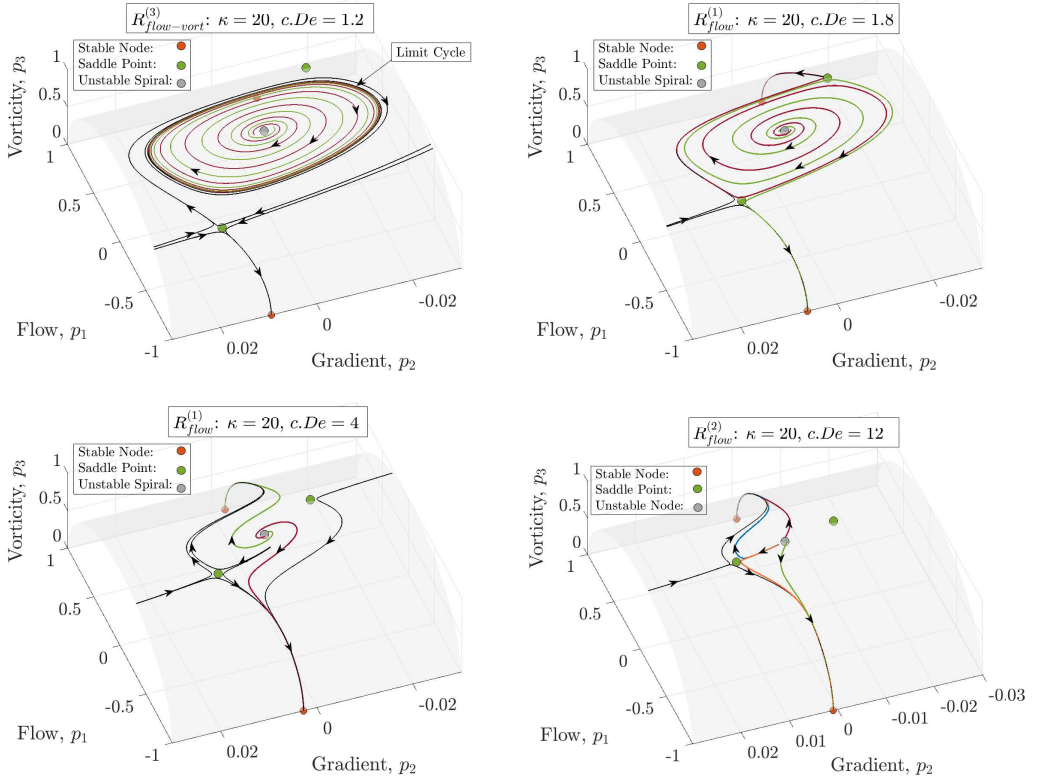 R^{(3)}_{flow-vort}: κ = 20, c.De = 1.2
Stable Node:
Saddle Point:
Unstable Spiral:
Limit Cycle
Vorticity, p_3
1
0.5
0
1
0.5
0
-0.5
-1
Flow, p_1
0.02
0
-0.02
Gradient, p_2
R^{(1)}_{flow}: κ = 20, c.De = 1.8
Stable Node:
Saddle Point:
Unstable Spiral:
Vorticity, p_3
1
0.5
0
1
0.5
0
-0.5
-1
Flow, p_1
0.02
0
-0.02
Gradient, p_2
R^{(1)}_{flow}: κ = 20, c.De = 4
Stable Node:
Saddle Point:
Unstable Spiral:
Vorticity, p_3
1
0.5
0
1
0.5
0
-0.5
-1
Flow, p_1
0.02
0
-0.02
Gradient, p_2
R^{(2)}_{flow}: κ = 20, c.De = 12
Stable Node:
Saddle Point:
Unstable Node:
Vorticity, p_3
1
0.5
0
1
0.5
0
-0.5
-1
Flow, p_1
0.02
0.01
0
-0.01
-0.02
-0.03
Gradient, p_2